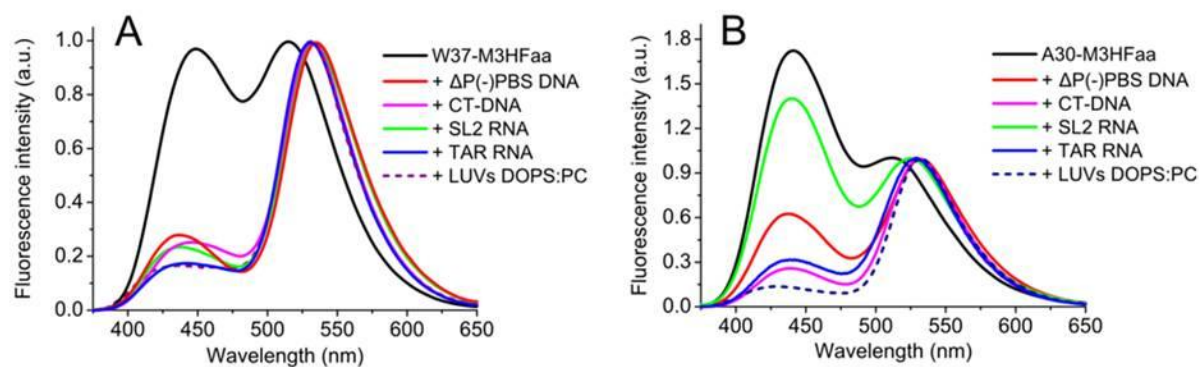 A
Fluorescence intensity (a.u.)
1.0
0.8
0.6
0.4
0.2
0.0
W37-M3HFaa
+ ΔP(-)PBS DNA
+ CT-DNA
+ SL2 RNA
+ TAR RNA
+ LUVs DOPS:PC
400 450 500 550 600 650
Wavelength (nm)
B
Fluorescence intensity (a.u.)
1.8
1.5
1.2
0.9
0.6
0.3
0.0
A30-M3HFaa
+ ΔP(-)PBS DNA
+ CT-DNA
+ SL2 RNA
+ TAR RNA
+ LUVs DOPS:PC
400 450 500 550 600 650
Wavelength (nm)